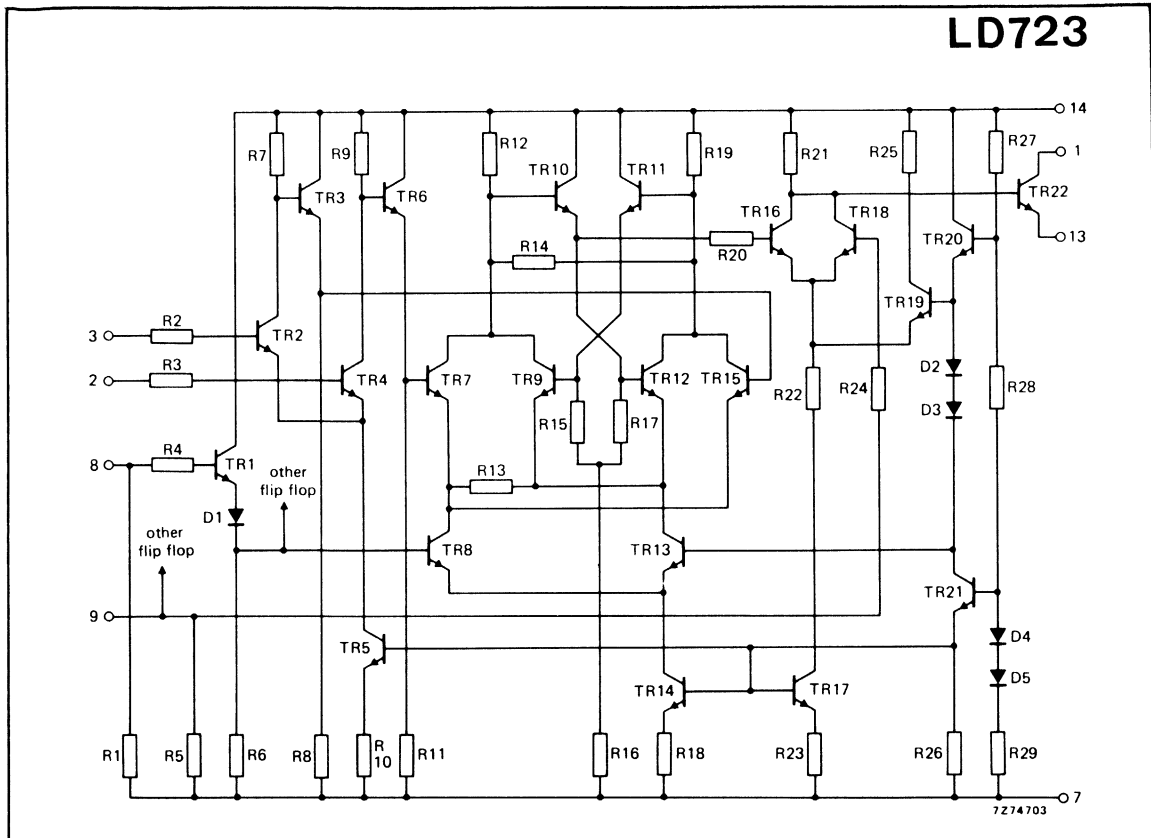 LD723
14
R7
R9
R12
TR10
TR11
R19
R21
R25
R27
1
TR3
TR6
TR16
TR18
TR22
R20
TR20
13
R14
TR19
3
R2
TR2
D2
2
R3
TR4
TR7
TR9
TR12
TR15
R22
R24
R28
D3
R15
R17
8
R4
TR1
other
flip flop
R13
D1
other
flip flop
TR8
TR13
TR21
9
D4
TR5
D5
TR14
TR17
R1
R5
R6
R8
R
10
R11
R16
R18
R23
R26
R29
7
7Z74703